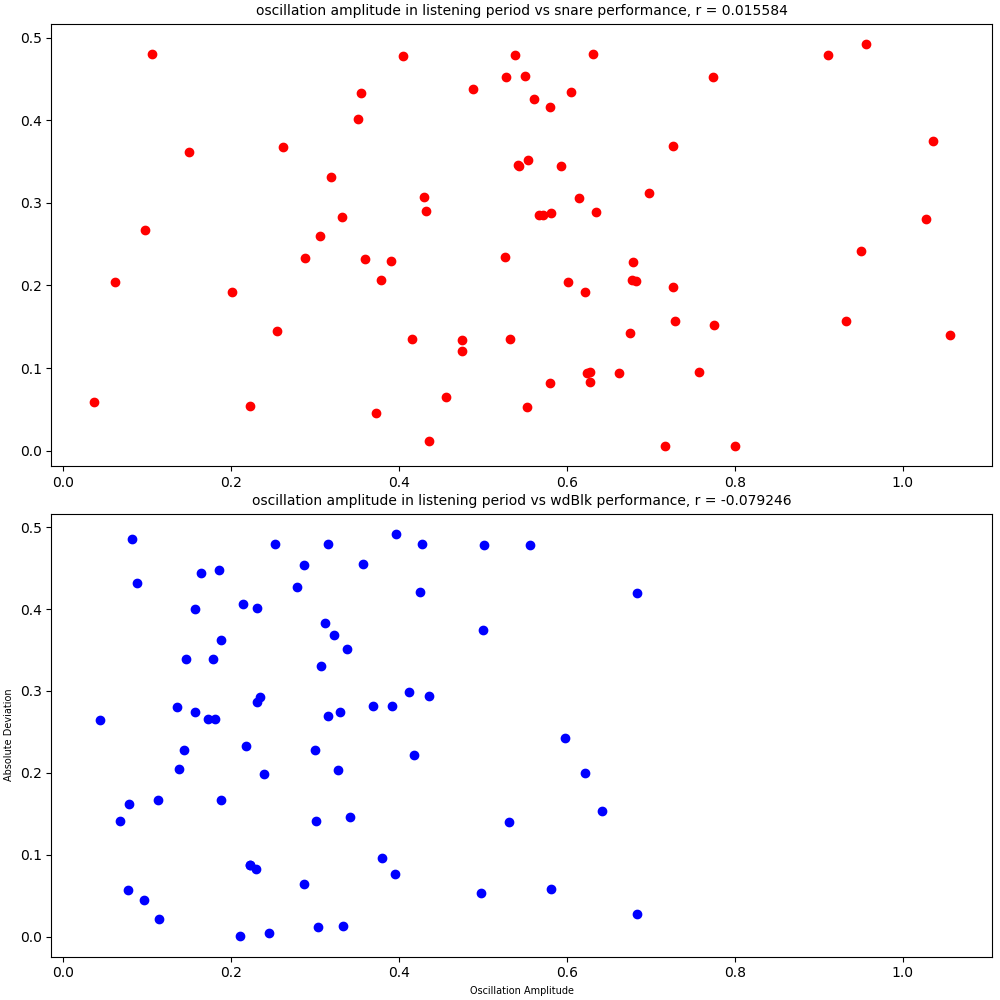 oscillation amplitude in listening period vs snare performance, r = 0.015584
0.5
0.4
0.3
0.2
0.1
0.0
0.0 0.2 0.4 0.6 0.8 1.0
oscillation amplitude in listening period vs wdBlk performance, r = -0.079246
0.5
0.4
0.3
0.2
0.1
0.0
Absolute Deviation
0.0 0.2 0.4 0.6 0.8 1.0
Oscillation Amplitude